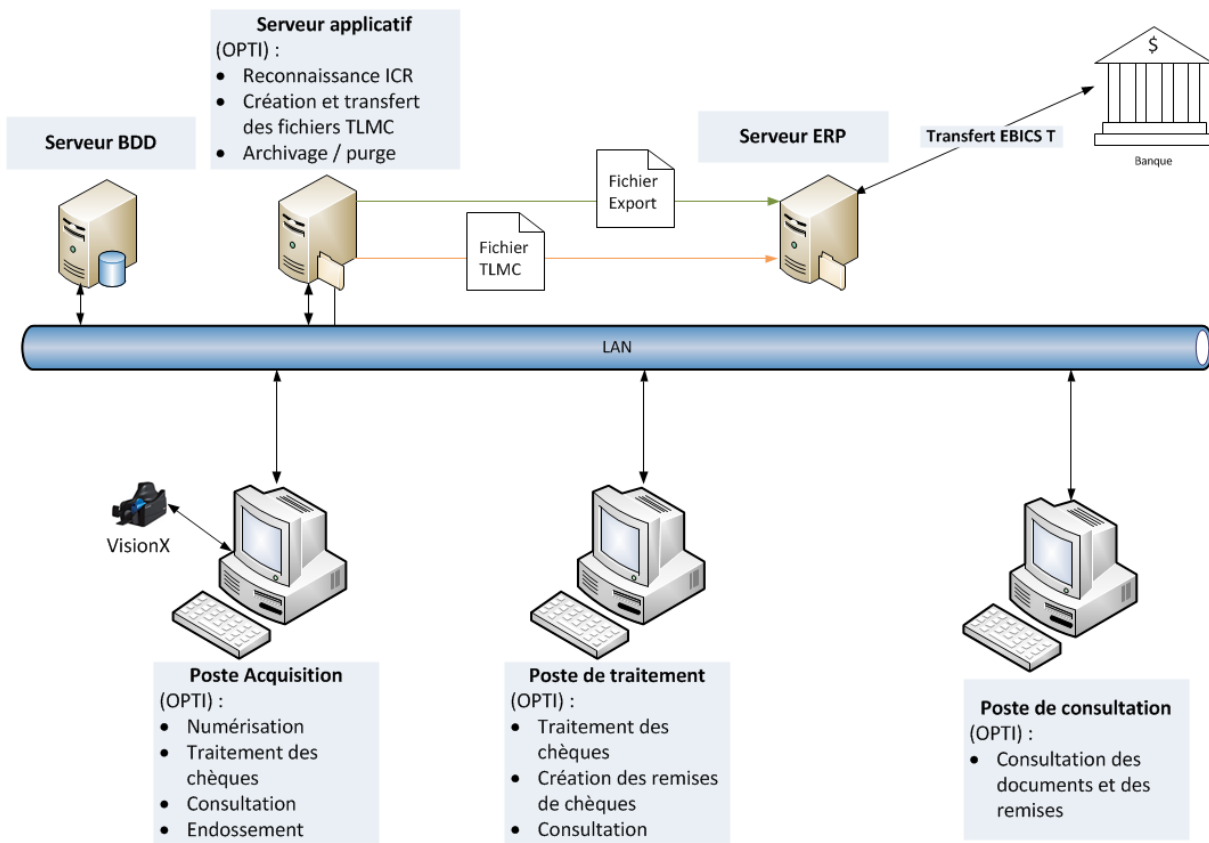 Serveur applicatif
(OPTI) :
• Reconnaissance ICR
• Création et transfert
des fichiers TLMC
• Archivage / purge
Serveur BDD
Serveur ERP
$
Transfert EBICS T
Banque
Fichier
Export
Fichier
TLMC
LAN
VisionX
Poste Acquisition
(OPTI) :
• Numérisation
• Traitement des
chèques
• Consultation
• Endossement
Poste de traitement
(OPTI) :
• Traitement des
chèques
• Création des remises
de chèques
• Consultation
Poste de consultation
(OPTI) :
• Consultation des
documents et des
remises